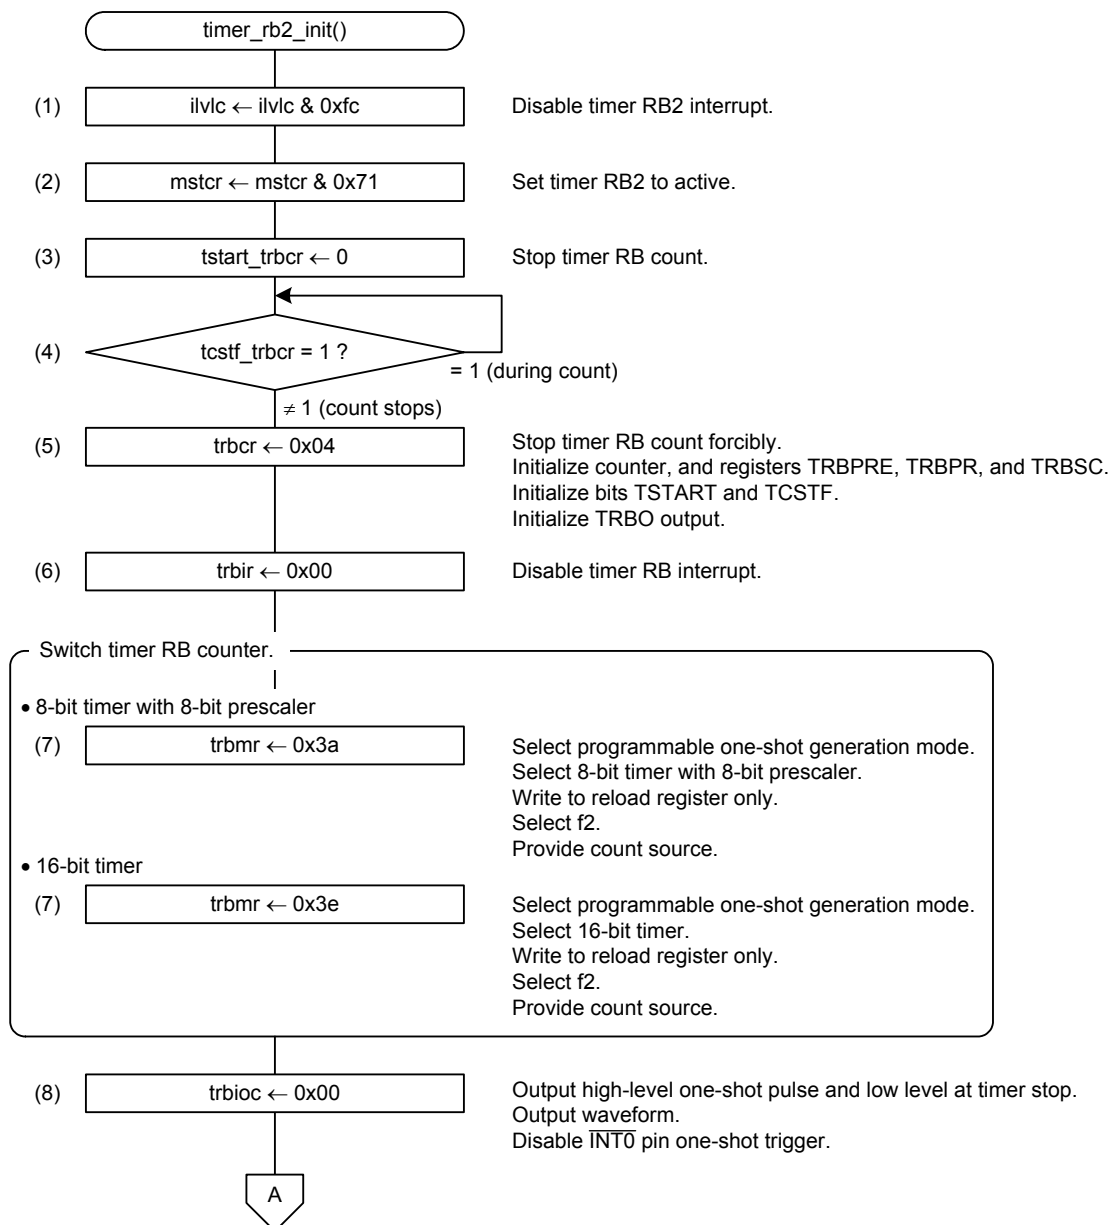 timer_rb2_init()
(1) ilvlc ← ilvlc & 0xfc Disable timer RB2 interrupt.
(2) mstcr ← mstcr & 0x71 Set timer RB2 to active.
(3) tstart_trbcr ← 0 Stop timer RB count.
(4) tcstf_trbcr = 1 ?
= 1 (during count)
≠ 1 (count stops)
(5) trbcr ← 0x04 Stop timer RB count forcibly.
Initialize counter, and registers TRBPRE, TRBPR, and TRBSC.
Initialize bits TSTART and TCSTF.
Initialize TRBO output.
(6) trbir ← 0x00 Disable timer RB interrupt.
Switch timer RB counter.
• 8-bit timer with 8-bit prescaler
(7) trbmr ← 0x3a Select programmable one-shot generation mode.
Select 8-bit timer with 8-bit prescaler.
Write to reload register only.
Select f2.
Provide count source.
• 16-bit timer
(7) trbmr ← 0x3e Select programmable one-shot generation mode.
Select 16-bit timer.
Write to reload register only.
Select f2.
Provide count source.
(8) trbioc ← 0x00 Output high-level one-shot pulse and low level at timer stop.
Output waveform.
Disable I̅N̅T̅0̅ pin one-shot trigger.
A